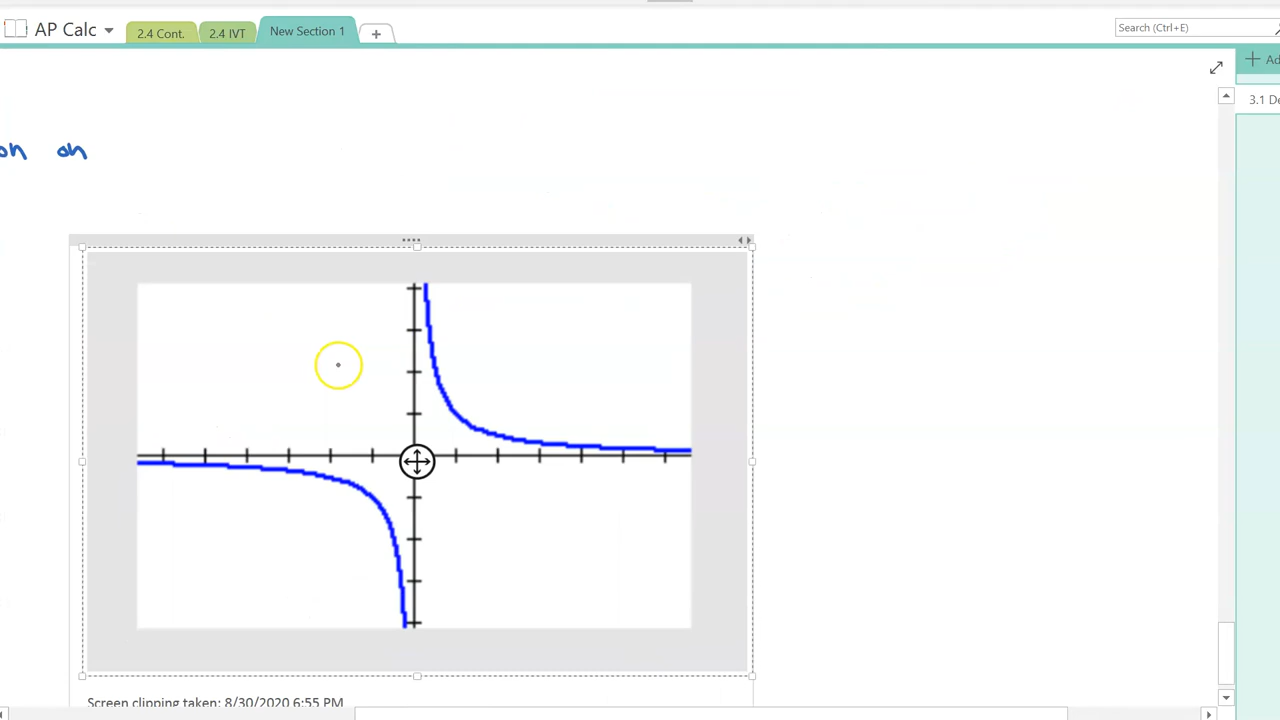 AP Calc
2.4 Cont.
2.4 IVT
New Section 1
+
Search (Ctrl+E)
Ad
3.1 De
on on
Screen clipping taken: 8/30/2020 6:55 PM